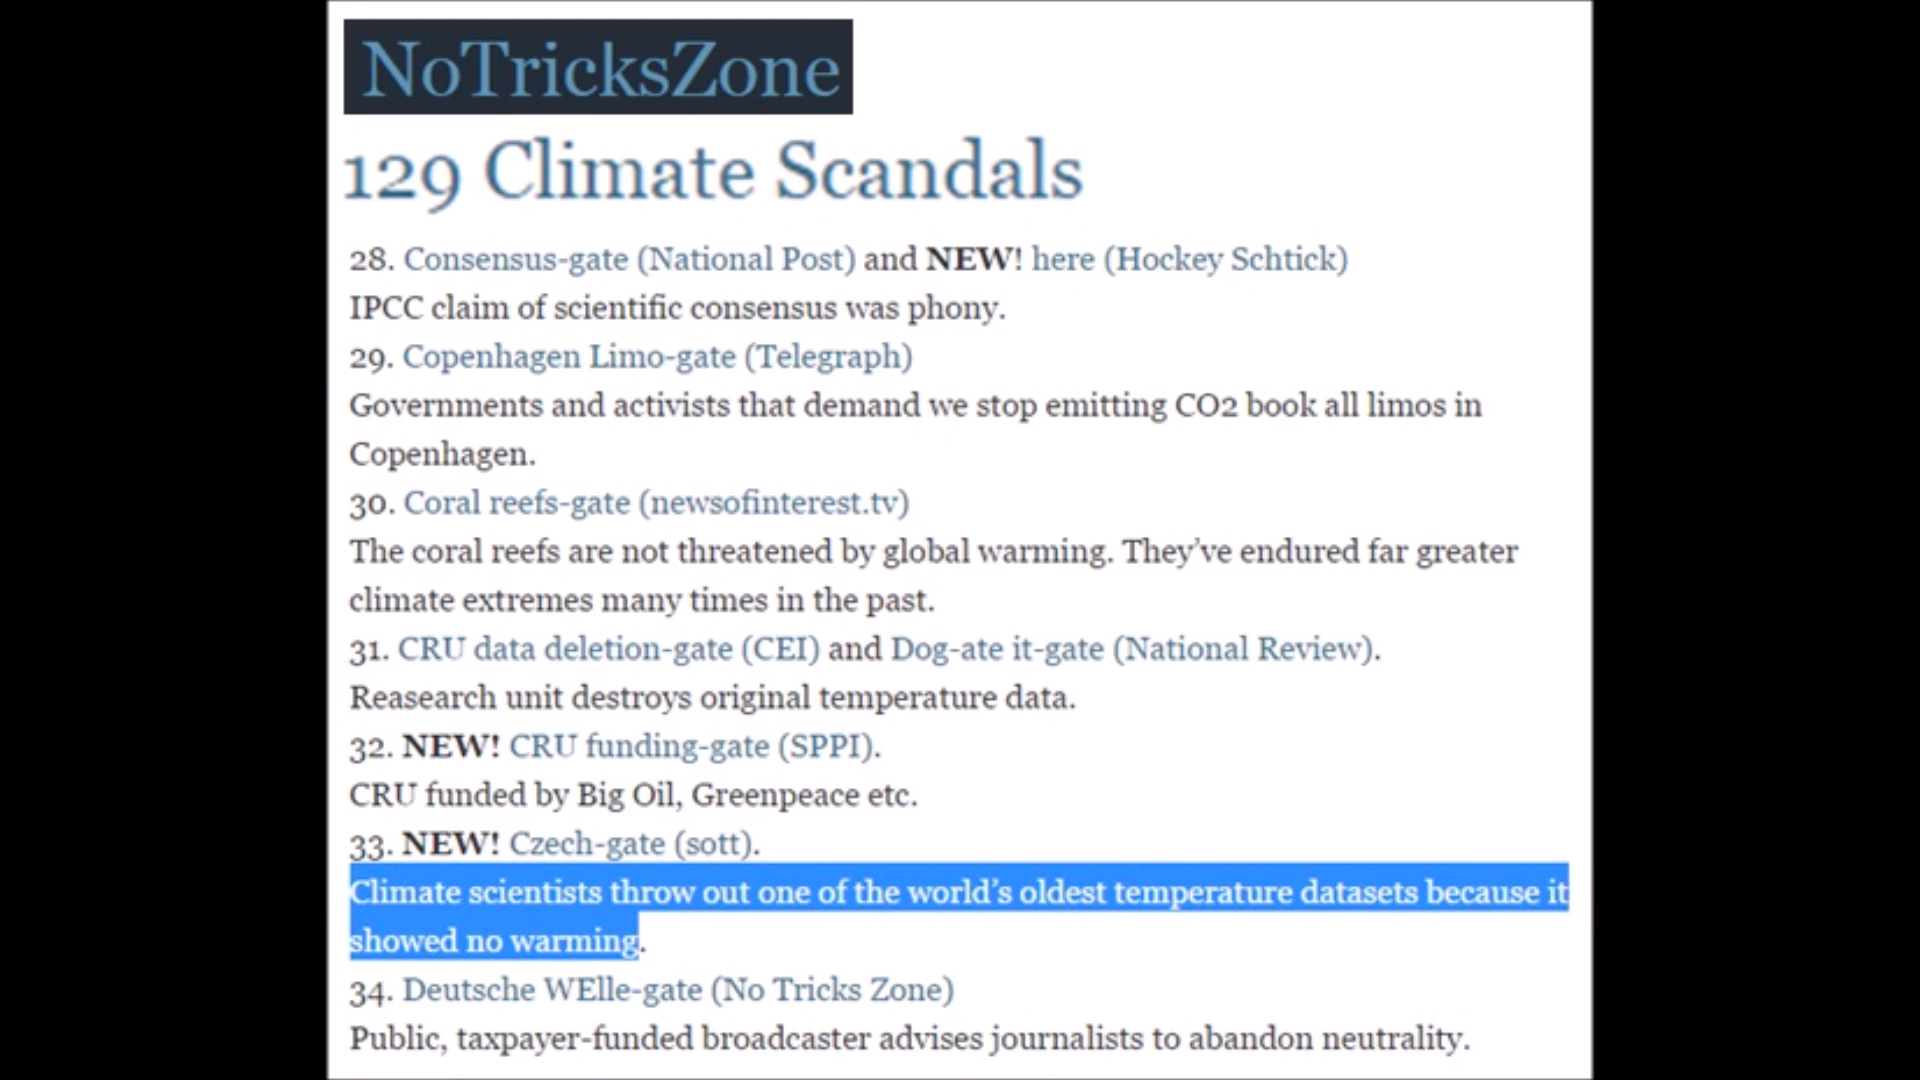 NoTricksZone
129 Climate Scandals
28. Consensus-gate (National Post) and NEW! here (Hockey Schtick)
IPCC claim of scientific consensus was phony.
29. Copenhagen Limo-gate (Telegraph)
Governments and activists that demand we stop emitting CO2 book all limos in
Copenhagen.
30. Coral reefs-gate (newsofinterest.tv)
The coral reefs are not threatened by global warming. They’ve endured far greater
climate extremes many times in the past.
31. CRU data deletion-gate (CEI) and Dog-ate it-gate (National Review).
Reasearch unit destroys original temperature data.
32. NEW! CRU funding-gate (SPPI).
CRU funded by Big Oil, Greenpeace etc.
33. NEW! Czech-gate (sott).
Climate scientists throw out one of the world’s oldest temperature datasets because it
showed no warming.
34. Deutsche WElle-gate (No Tricks Zone)
Public, taxpayer-funded broadcaster advises journalists to abandon neutrality.